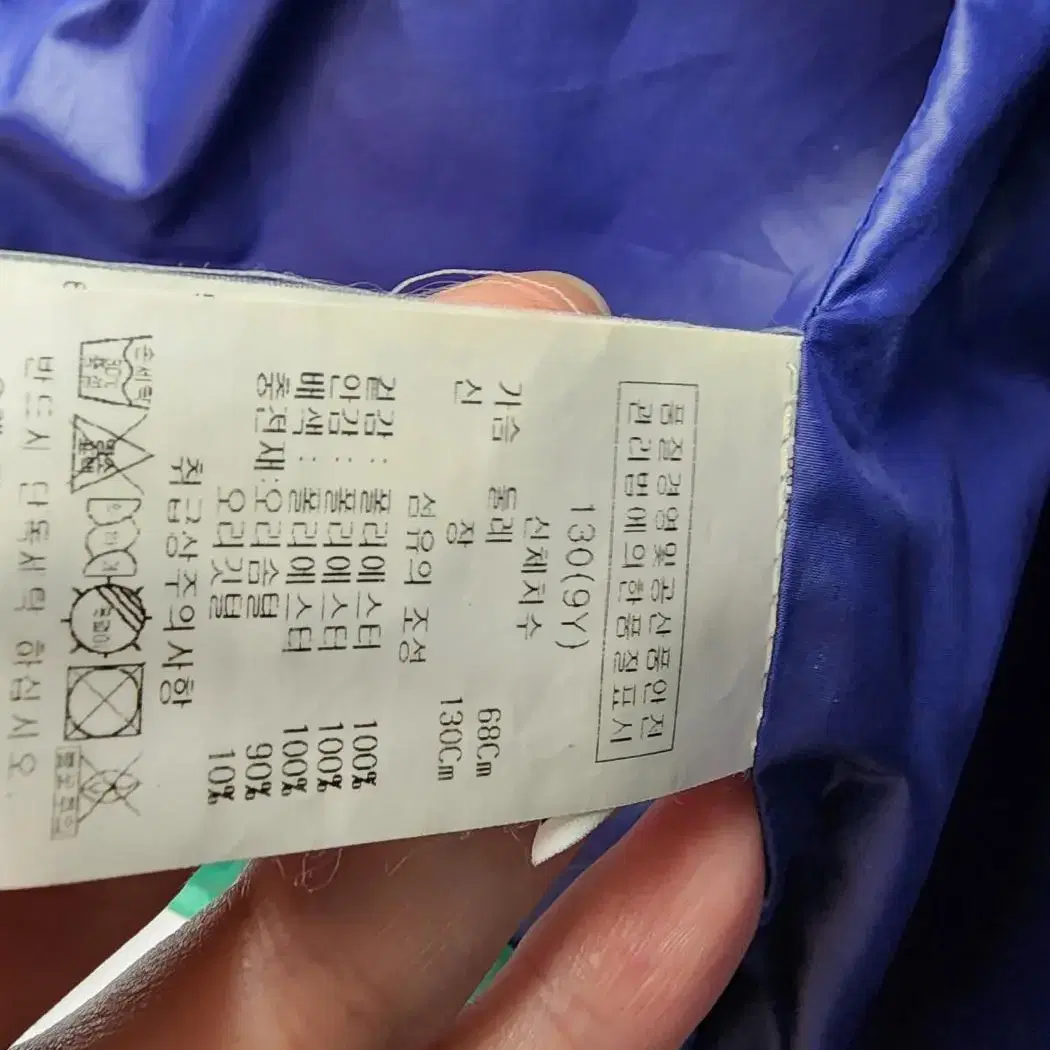 품질경영및공산품안전
관리법에의한품질표시
130(9Y)
신체치수
가슴 둘레 68Cm
신 장 130Cm
섬유의 조성
겉감: 폴리에스터 100%
안감: 폴리에스터 100%
배색: 폴리에스터 100%
충전재: 오리솜털 90%
오리깃털 10%
취급상주의사항
손세탁
반드시 단독세탁 하십시오.